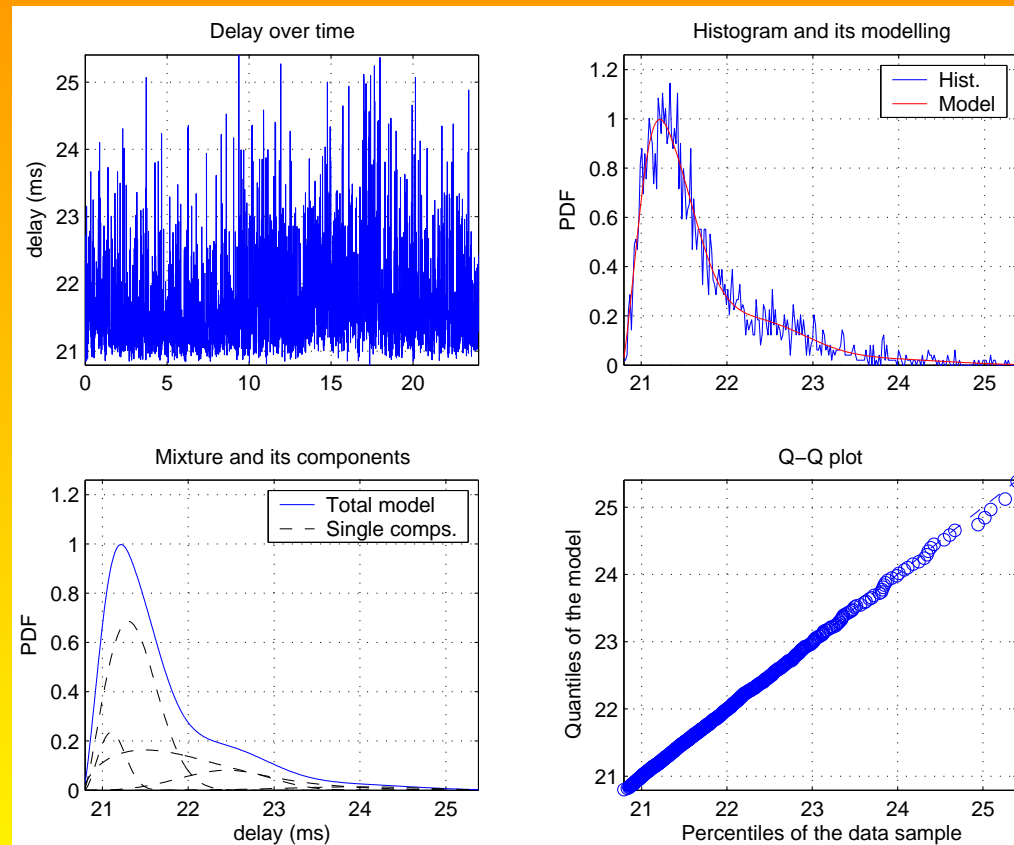 Delay over time
delay (ms)
25
24
23
22
21
0 5 10 15 20
Histogram and its modelling
PDF
1.2
1
0.8
0.6
0.4
0.2
0
21 22 23 24 25
Hist.
Model
Mixture and its components
PDF
1.2
1
0.8
0.6
0.4
0.2
0
21 22 23 24 25
delay (ms)
Total model
Single comps.
Q−Q plot
Quantiles of the model
25
24
23
22
21
21 22 23 24 25
Percentiles of the data sample